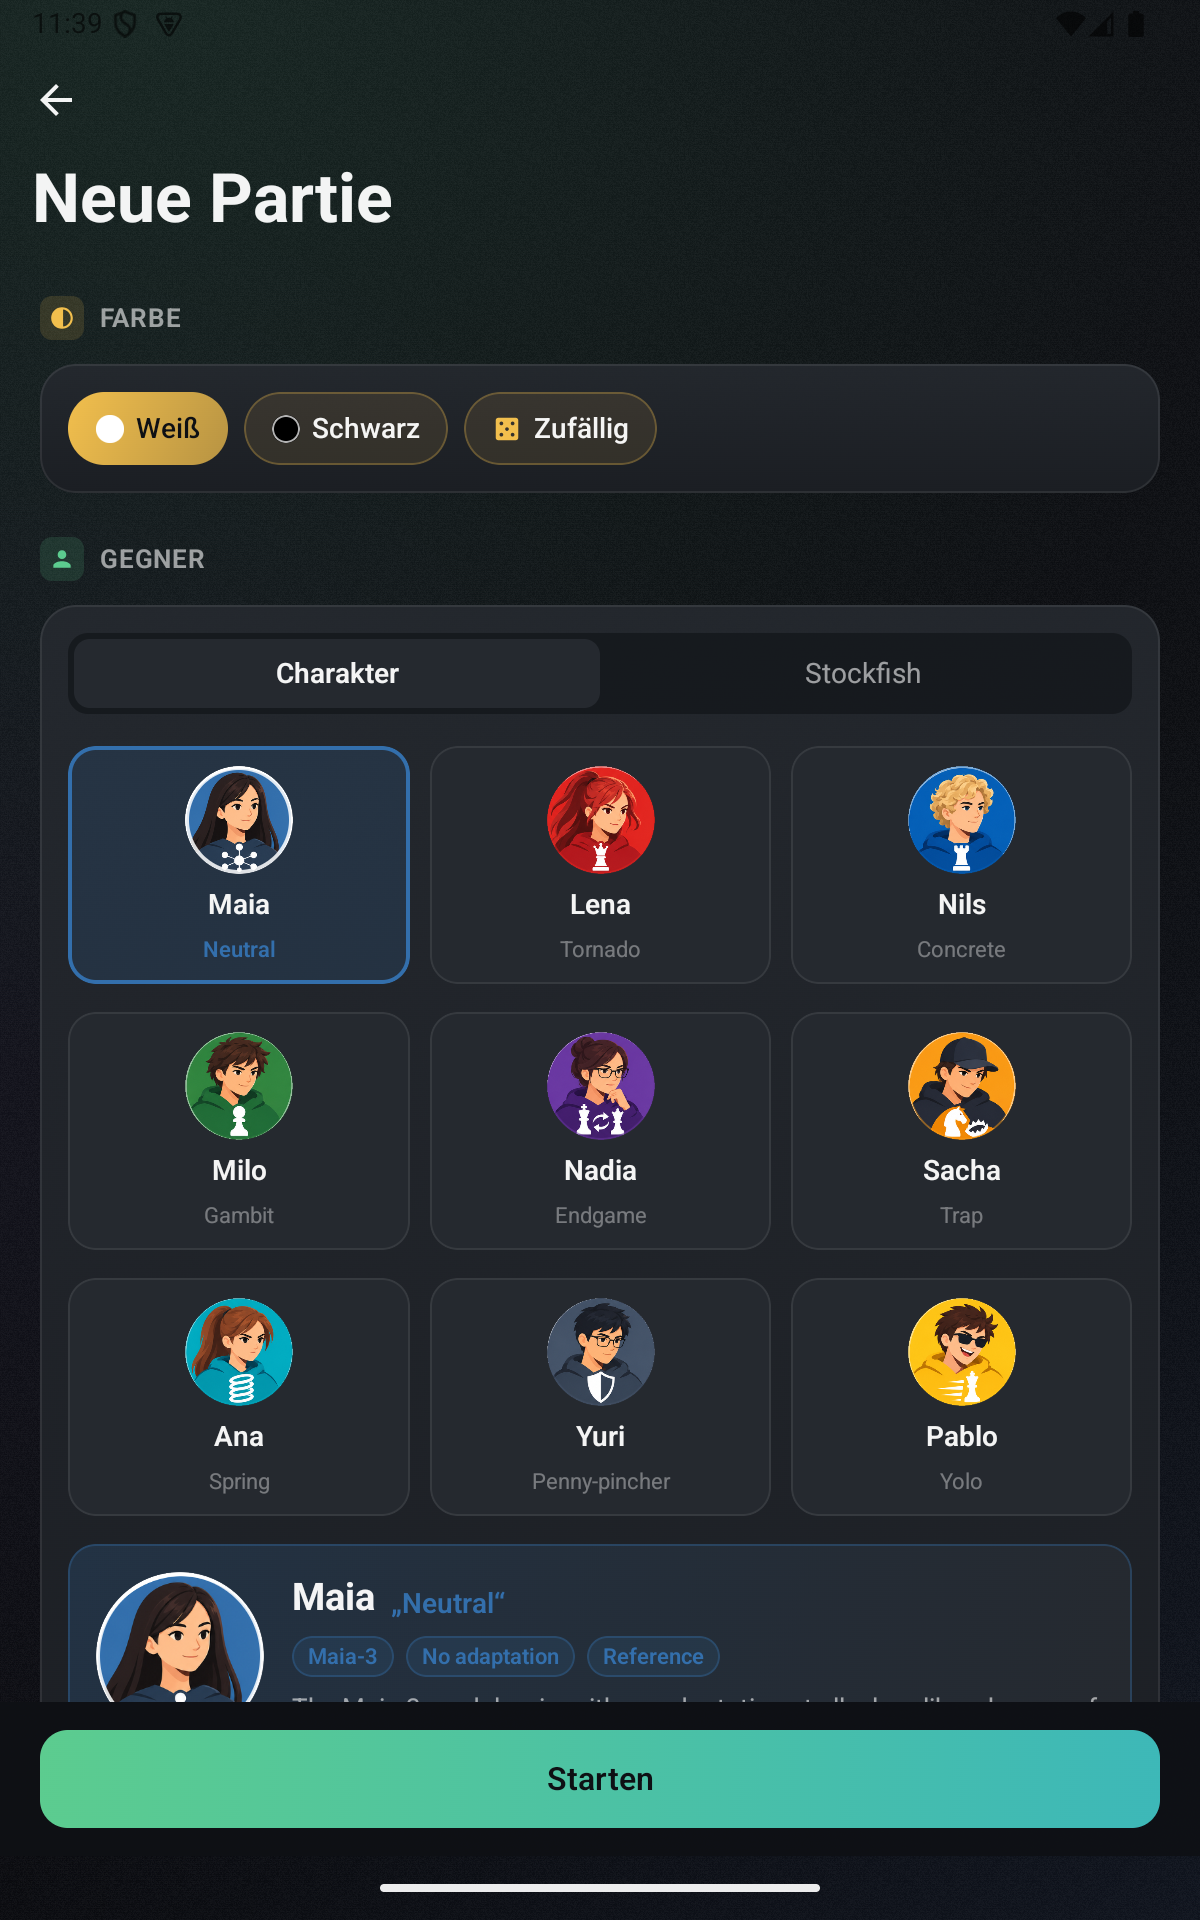 11:39
Neue Partie
FARBE
Weiß
Schwarz
Zufällig
GEGNER
Charakter
Stockfish
Maia
Neutral
Lena
Tornado
Nils
Concrete
Milo
Gambit
Nadia
Endgame
Sacha
Trap
Ana
Spring
Yuri
Penny-pincher
Pablo
Yolo
Maia „Neutral“
Maia-3
No adaptation
Reference
Starten